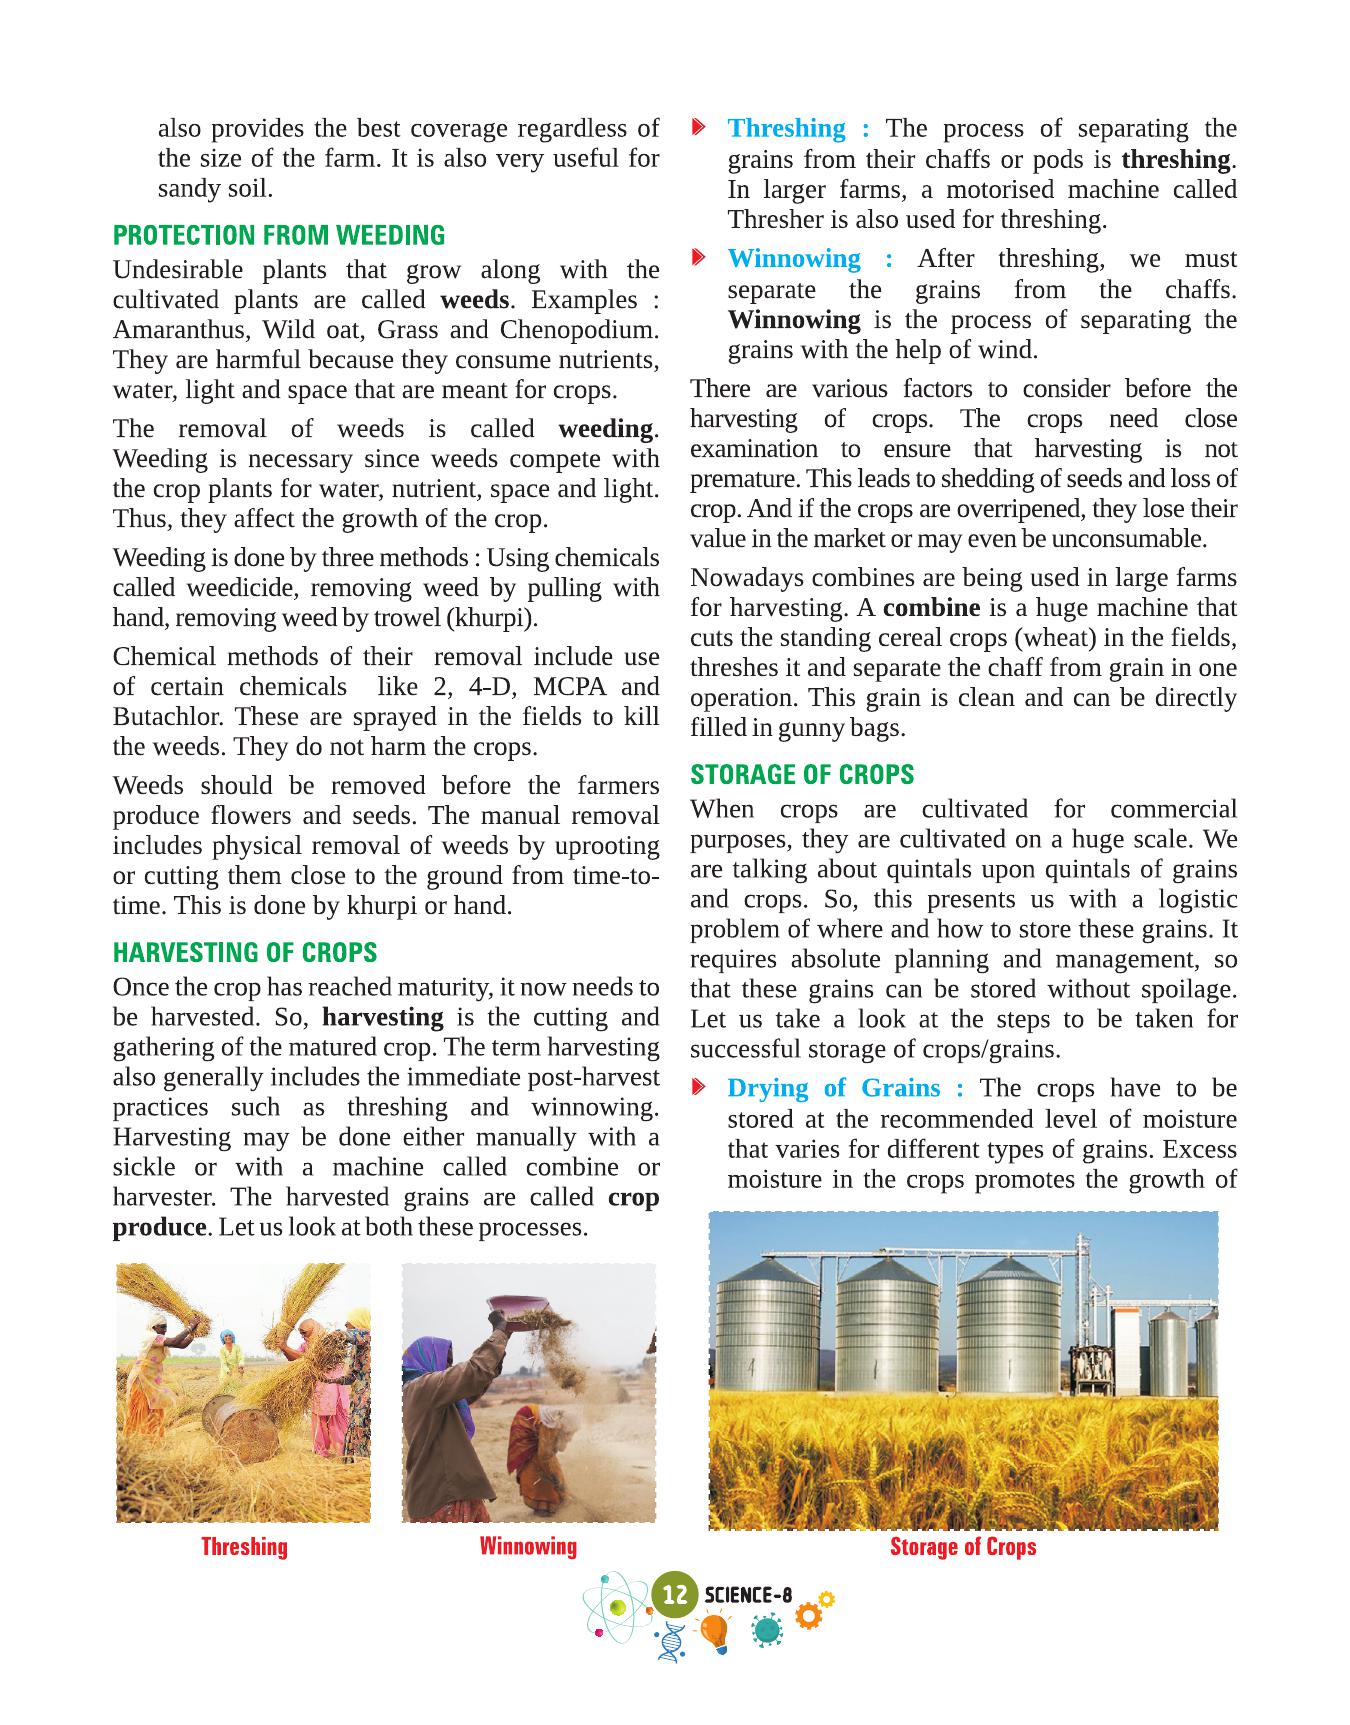 also provides the best coverage regardless of
the size of the farm. It is also very useful for
sandy soil.
PROTECTION FROM WEEDING
Undesirable plants that grow along with the
cultivated plants are called weeds. Examples :
Amaranthus, Wild oat, Grass and Chenopodium.
They are harmful because they consume nutrients,
water, light and space that are meant for crops.
The removal of weeds is called weeding.
Weeding is necessary since weeds compete with
the crop plants for water, nutrient, space and light.
Thus, they affect the growth of the crop.
Weeding is done by three methods : Using chemicals
called weedicide, removing weed by pulling with
hand, removing weed by trowel (khurpi).
Chemical methods of their removal include use
of certain chemicals like 2, 4-D, MCPA and
Butachlor. These are sprayed in the fields to kill
the weeds. They do not harm the crops.
Weeds should be removed before the farmers
produce flowers and seeds. The manual removal
includes physical removal of weeds by uprooting
or cutting them close to the ground from time-to-
time. This is done by khurpi or hand.
HARVESTING OF CROPS
Once the crop has reached maturity, it now needs to
be harvested. So, harvesting is the cutting and
gathering of the matured crop. The term harvesting
also generally includes the immediate post-harvest
practices such as threshing and winnowing.
Harvesting may be done either manually with a
sickle or with a machine called combine or
harvester. The harvested grains are called crop
produce. Let us look at both these processes.
Threshing
Winnowing
Threshing : The process of separating the
grains from their chaffs or pods is threshing.
In larger farms, a motorised machine called
Thresher is also used for threshing.
Winnowing : After threshing, we must
separate the grains from the chaffs.
Winnowing is the process of separating the
grains with the help of wind.
There are various factors to consider before the
harvesting of crops. The crops need close
examination to ensure that harvesting is not
premature. This leads to shedding of seeds and loss of
crop. And if the crops are overripened, they lose their
value in the market or may even be unconsumable.
Nowadays combines are being used in large farms
for harvesting. A combine is a huge machine that
cuts the standing cereal crops (wheat) in the fields,
threshes it and separate the chaff from grain in one
operation. This grain is clean and can be directly
filled in gunny bags.
STORAGE OF CROPS
When crops are cultivated for commercial
purposes, they are cultivated on a huge scale. We
are talking about quintals upon quintals of grains
and crops. So, this presents us with a logistic
problem of where and how to store these grains. It
requires absolute planning and management, so
that these grains can be stored without spoilage.
Let us take a look at the steps to be taken for
successful storage of crops/grains.
Drying of Grains : The crops have to be
stored at the recommended level of moisture
that varies for different types of grains. Excess
moisture in the crops promotes the growth of
Storage of Crops
12 SCIENCE-8